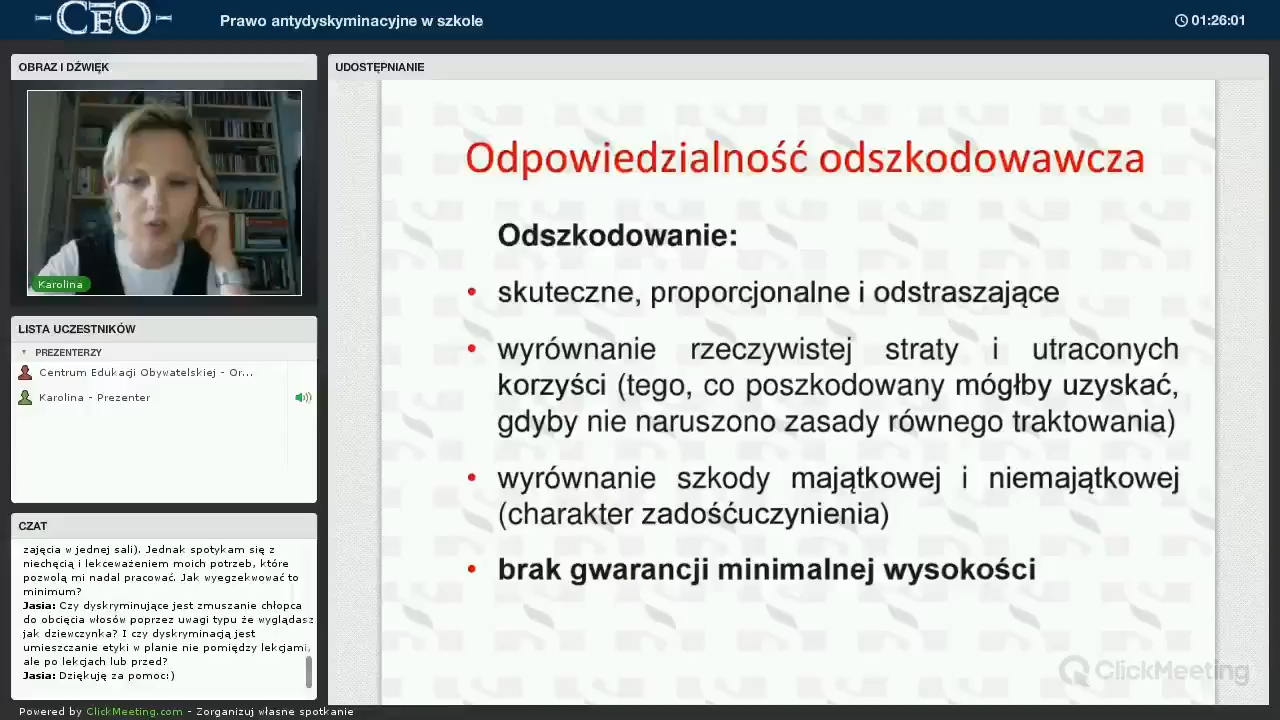 CEO
Prawo antydyskyminacyjne w szkole
01:26:01
OBRAZ I DŹWIĘK
Karolina
LISTA UCZESTNIKÓW
PREZENTERZY
Centrum Edukacji Obywatelskiej - Or...
Karolina - Prezenter
CZAT
zajęcia w jednej sali). Jednak spotykam się z
niechęcią i lekceważeniem moich potrzeb, które
pozwolą mi nadal pracować. Jak wyegzekwować to
minimum?
Jasia: Czy dyskryminujące jest zmuszanie chłopca
do obcięcia włosów poprzez uwagi typu że wyglądasz
jak dziewczynka? I czy dyskryminacją jest
umieszczanie etyki w planie nie pomiędzy lekcjami,
ale po lekcjach lub przed?
Jasia: Dziękuję za pomoc:)
UDOSTĘPNIANIE
Odpowiedzialność odszkodowawcza
Odszkodowanie:
• skuteczne, proporcjonalne i odstraszające
• wyrównanie rzeczywistej straty i utraconych
korzyści (tego, co poszkodowany mógłby uzyskać,
gdyby nie naruszono zasady równego traktowania)
• wyrównanie szkody majątkowej i niemajątkowej
(charakter zadośćuczynienia)
• brak gwarancji minimalnej wysokości
ClickMeeting
Powered by ClickMeeting.com - Zorganizuj własne spotkanie